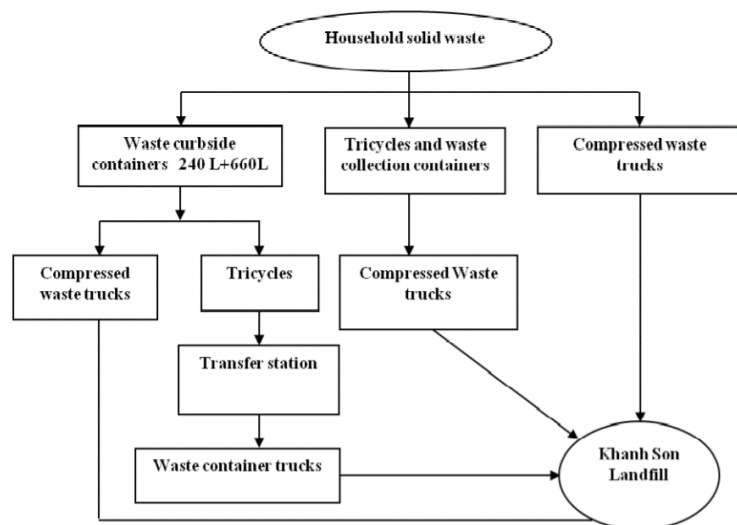 Household solid waste
Waste curbside
containers 240 L+660L
Tricycles and waste
collection containers
Compressed waste
trucks
Compressed
waste trucks
Tricycles
Compressed Waste
trucks
Transfer station
Waste container trucks
Khanh Son
Landfill